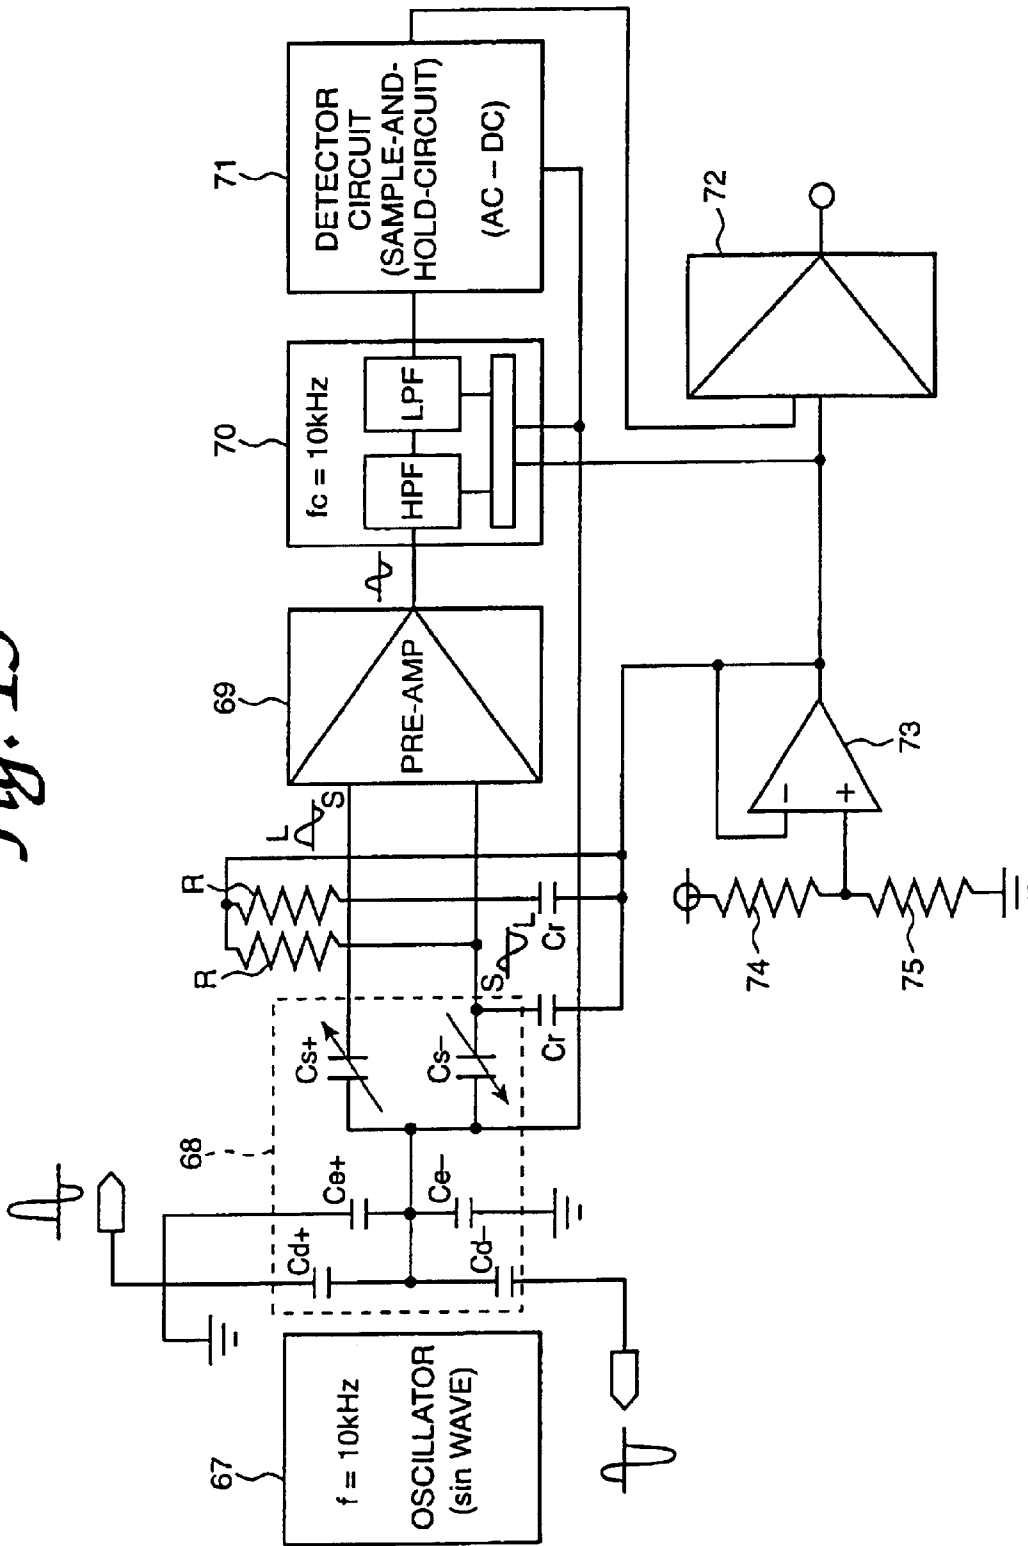 Fig.
67
f = 10kHz
OSCILLATOR
(sin WAVE)
68
Cd+
Ce+
Cd−
Ce−
Cs+
Cs−
R
R
L
S
S
L
Cr
Cr
69
PRE-AMP
70
fc = 10kHz
HPF
LPF
71
DETECTOR
CIRCUIT
(SAMPLE-AND-
HOLD-CIRCUIT)
(AC − DC)
72
73
−
+
74
75